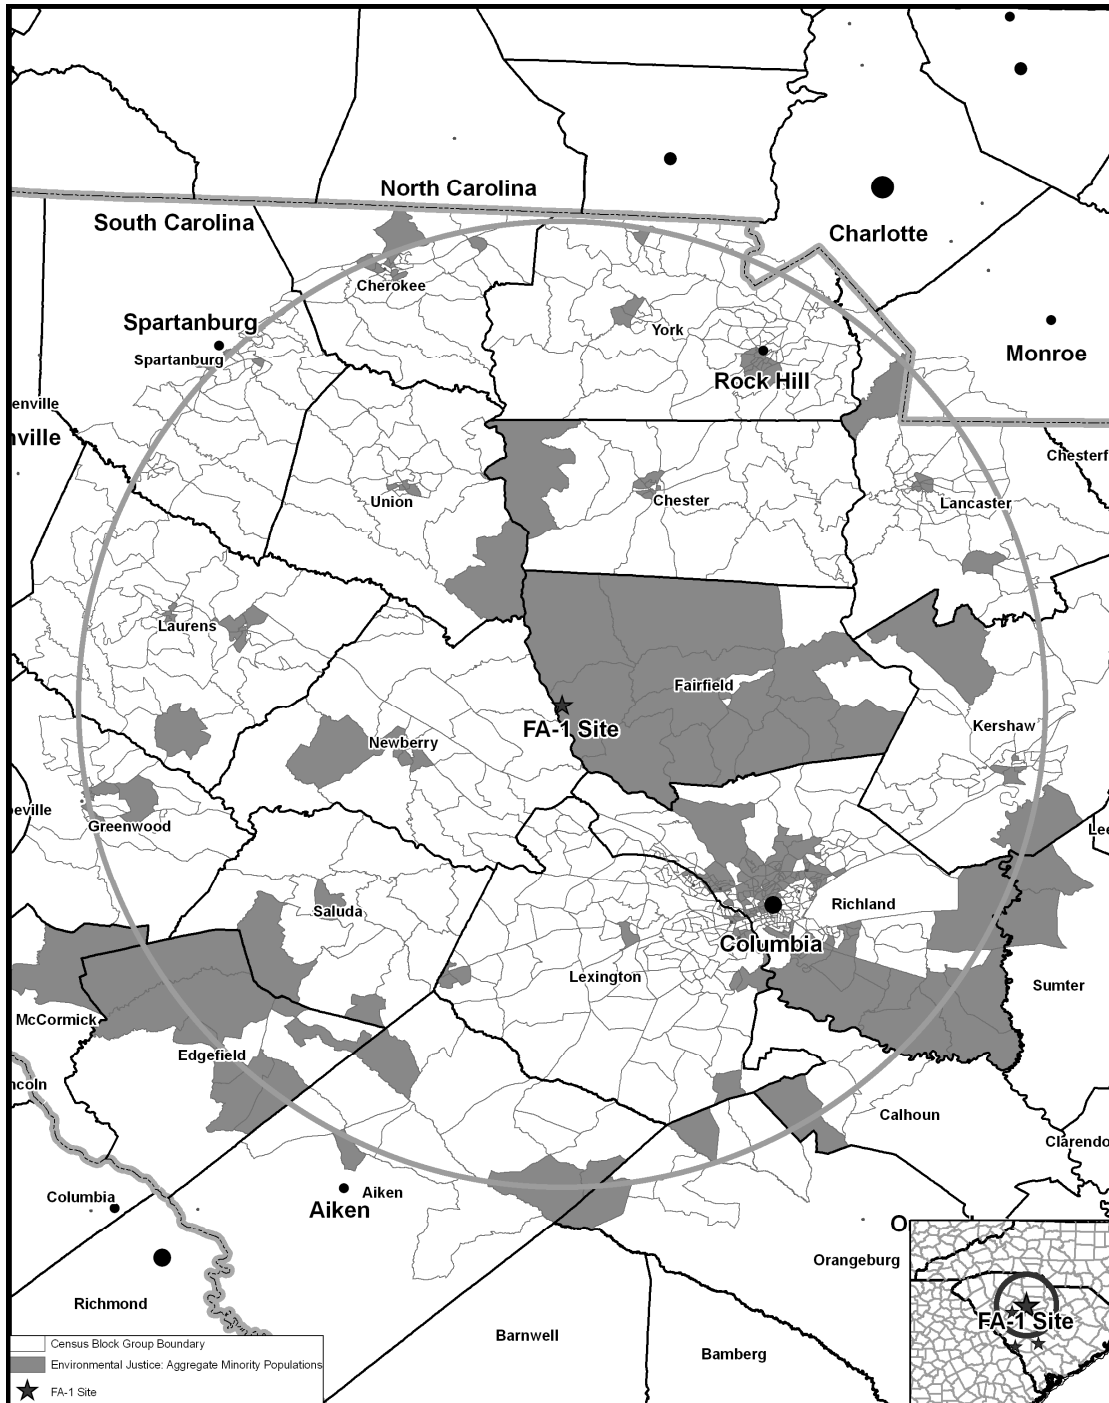 North Carolina
South Carolina
Charlotte
Cherokee
Spartanburg
York
Spartanburg
Monroe
Rock Hill
enville
nville
Chesterf
Union
Chester
Lancaster
Laurens
Fairfield
FA-1 Site
Kershaw
Newberry
eville
Greenwood
Lee
Saluda
Richland
Columbia
Lexington
Sumter
McCormick
Edgefield
ncoln
Calhoun
Clarendo
Columbia
Aiken
Aiken
O
Orangeburg
Richmond
FA-1 Site
Barnwell
Bamberg
Census Block Group Boundary
Environmental Justice: Aggregate Minority Populations
FA-1 Site